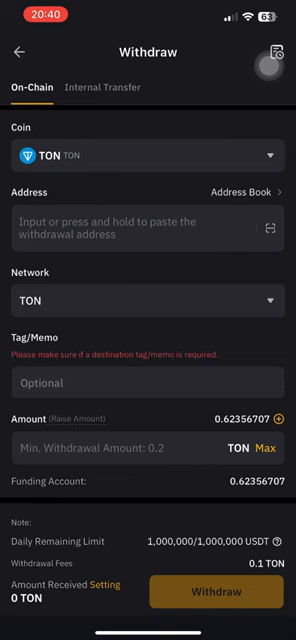 20:40
63
Withdraw
On-Chain Internal Transfer
Coin
TON TON
Address Address Book
Input or press and hold to paste the
withdrawal address
Network
TON
Tag/Memo
Please make sure if a destination tag/memo is required.
Optional
Amount (Raise Amount) 0.62356707
Min. Withdrawal Amount: 0.2 TON Max
Funding Account: 0.62356707
Note:
Daily Remaining Limit 1,000,000/1,000,000 USDT
Withdrawal Fees 0.1 TON
Amount Received Setting
0 TON
Withdraw